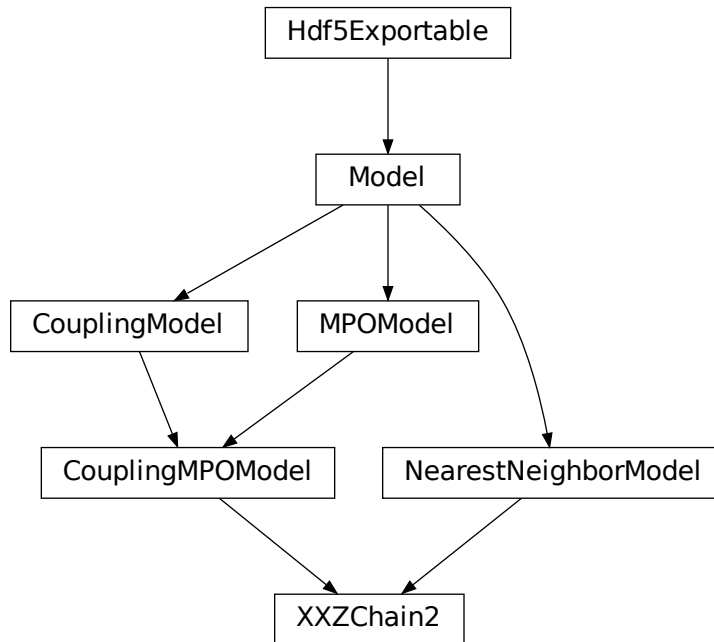 Hdf5Exportable
Model
CouplingModel
MPOModel
CouplingMPOModel
NearestNeighborModel
XXZChain2